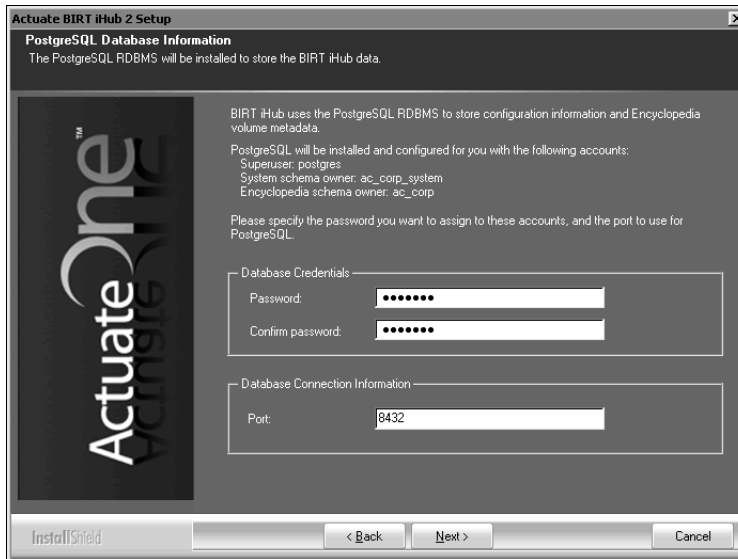 Actuate BIRT iHub 2 Setup
PostgreSQL Database Information
The PostgreSQL RDBMS will be installed to store the BIRT iHub data.
ActuateOne™
BIRT iHub uses the PostgreSQL RDBMS to store configuration information and Encyclopedia
volume metadata.
PostgreSQL will be installed and configured for you with the following accounts:
Superuser: postgres
System schema owner: ac_corp_system
Encyclopedia schema owner: ac_corp
Please specify the password you want to assign to these accounts, and the port to use for
PostgreSQL.
Database Credentials
Password: •••••••
Confirm password: •••••••
Database Connection Information
Port: 8432
InstallShield
< Back
Next >
Cancel